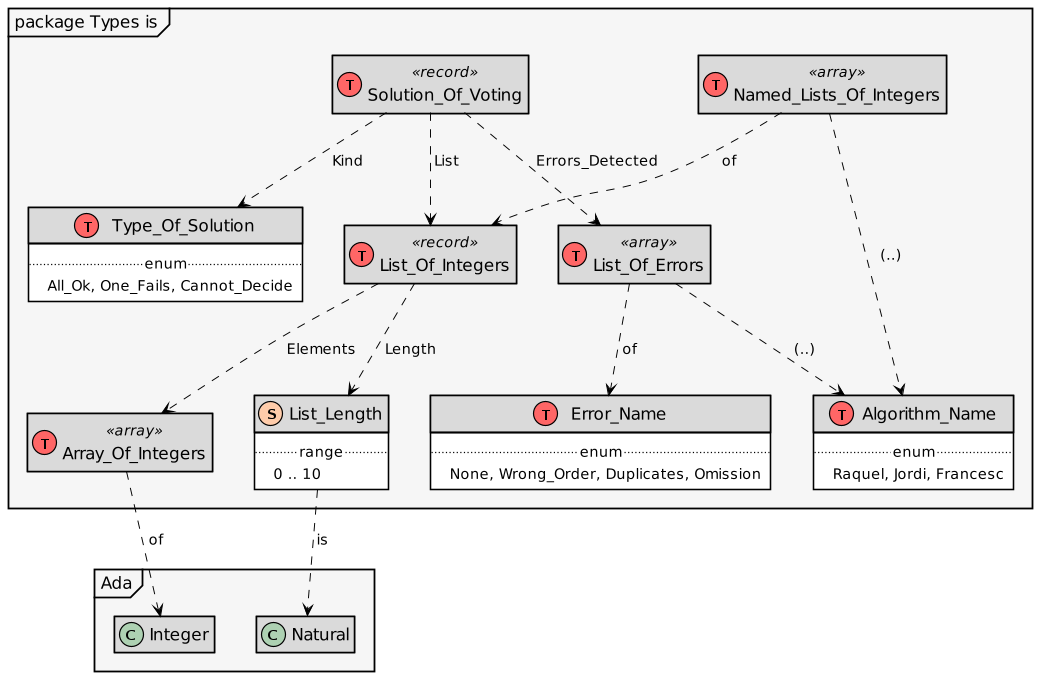 package Types is
«record»
T
Solution_Of_Voting
«array»
T
Named_Lists_Of_Integers
Kind
List
Errors_Detected
of
T
Type_Of_Solution
enum
All_Ok, One_Fails, Cannot_Decide
«record»
T
List_Of_Integers
«array»
T
List_Of_Errors
(..)
Elements
Length
of
(..)
«array»
T
Array_Of_Integers
S
List_Length
range
0 .. 10
T
Error_Name
enum
None, Wrong_Order, Duplicates, Omission
T
Algorithm_Name
enum
Raquel, Jordi, Francesc
of
is
Ada
C
Integer
C
Natural